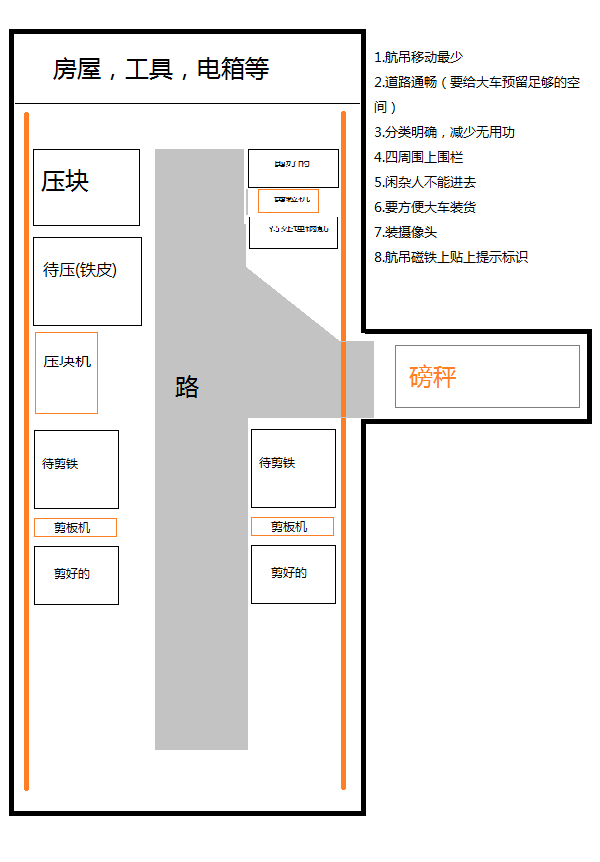 房屋，工具，电箱等
1.航吊移动最少
2.道路通畅（要给大车预留足够的空
间）
3.分类明确，减少无用功
4.四周围上围栏
5.闲杂人不能进去
6.要方便大车装货
7.装摄像头
8.航吊磁铁上贴上提示标识
压块
待压(铁皮)
压块机
路
磅秤
待剪铁
待剪铁
剪板机
剪板机
剪好的
剪好的